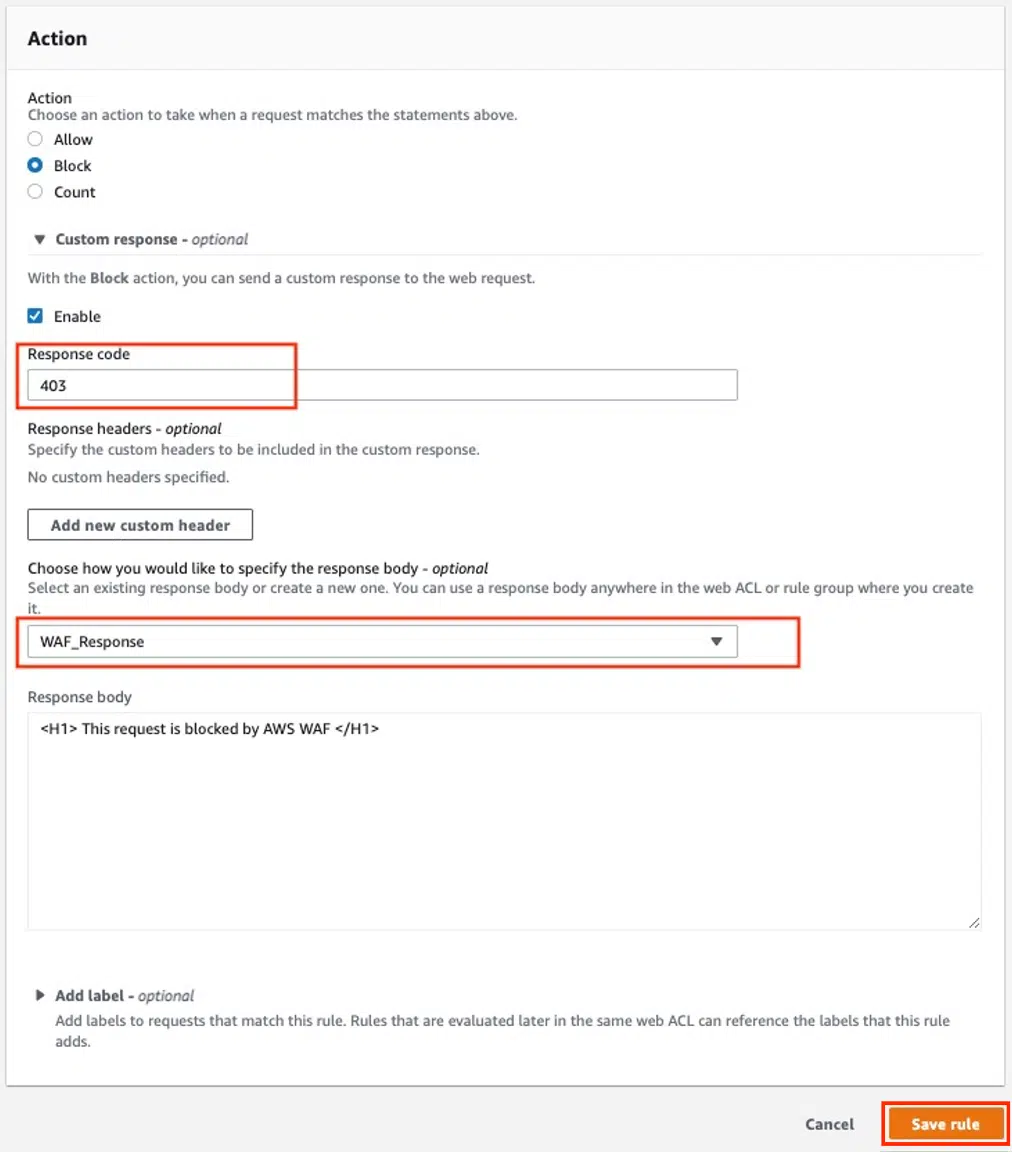 Action
Action
Choose an action to take when a request matches the statements above.
Allow
Block
Count
Custom response - optional
With the Block action, you can send a custom response to the web request.
Enable
Response code
403
Response headers - optional
Specify the custom headers to be included in the custom response.
No custom headers specified.
Add new custom header
Choose how you would like to specify the response body - optional
Select an existing response body or create a new one. You can use a response body anywhere in the web ACL or rule group where you create
it.
WAF_Response
Response body
<H1> This request is blocked by AWS WAF </H1>
Add label - optional
Add labels to requests that match this rule. Rules that are evaluated later in the same web ACL can reference the labels that this rule
adds.
Cancel
Save rule